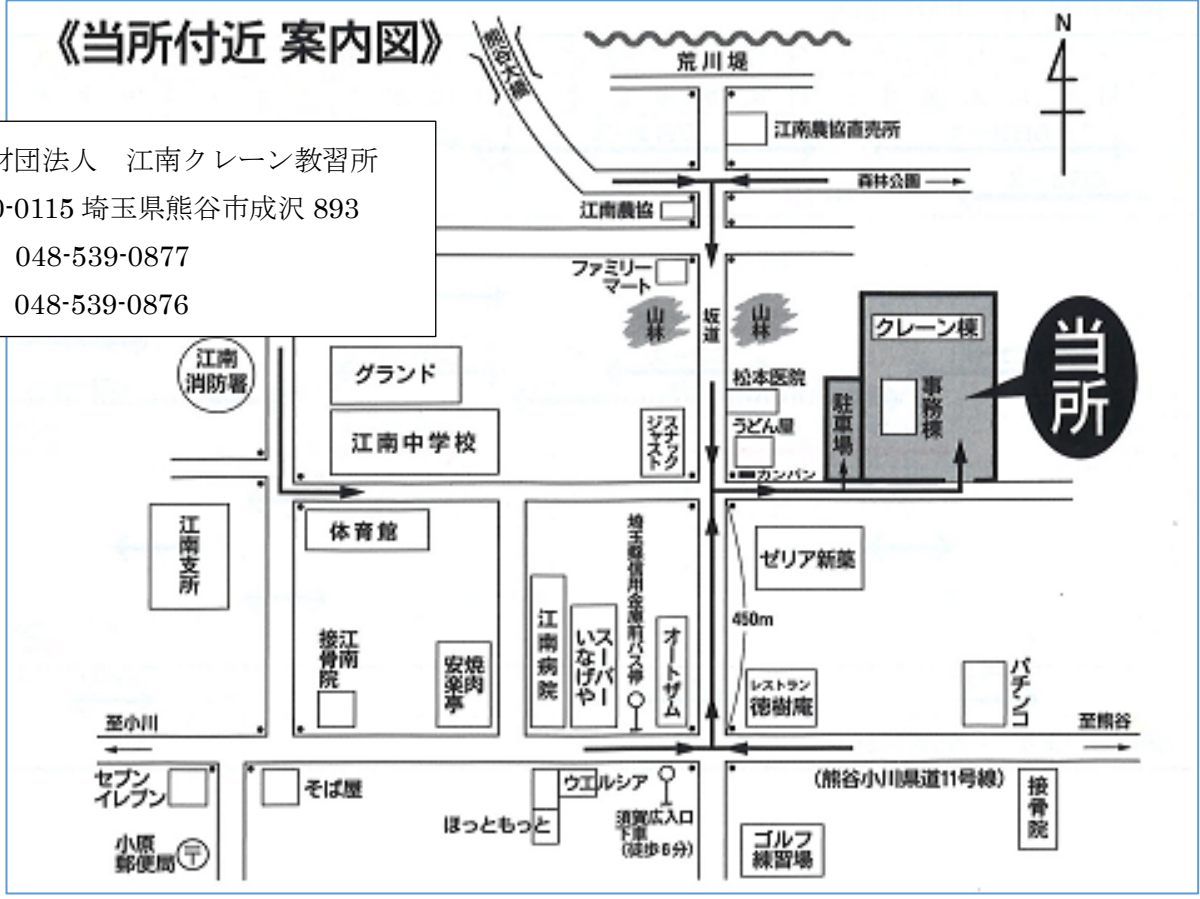 《当所付近 案内図》
N
荒川堤
江南農協直売所
財団法人　江南クレーン教習所
0-0115 埼玉県熊谷市成沢 893
048-539-0877
048-539-0876
森林公園
江南農協
ファミリー
マート
山林
坂道
山林
クレーン棟
当所
事務棟
駐車場
江南
消防署
グランド
江南中学校
スナック
ジャスト
松本医院
うどん屋
カンバン
江南支所
体育館
埼玉縣信用金庫前バス停
ゼリア新薬
450m
江南
接骨院
焼肉
安楽亭
江南病院
スーパー
いなげや
オートザム
レストラン
徳樹庵
パチンコ
至小川
至熊谷
セブン
イレブン
そば屋
ウエルシア
ほっともっと
須賀広入口
下車
(徒歩6分)
(熊谷小川県道11号線)
接骨院
小原
郵便局
〒
ゴルフ
練習場